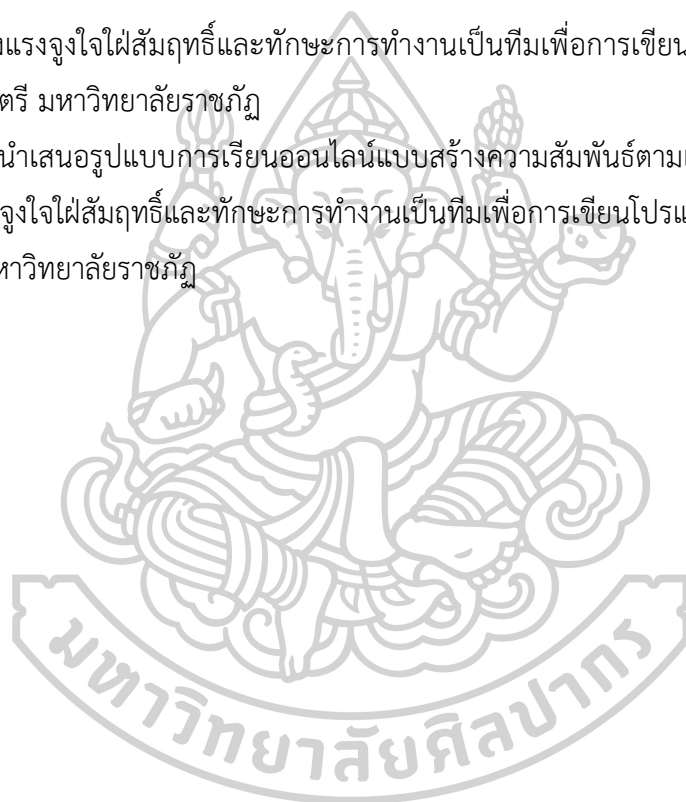 งแรงจูงใจใฝ่สัมฤทธิ์และทักษะการทำงานเป็นทีมเพื่อการเขียน
ตรี มหาวิทยาลัยราชภัฏ
นำเสนอรูปแบบการเรียนออนไลน์แบบสร้างความสัมพันธ์ตาม
จูงใจใฝ่สัมฤทธิ์และทักษะการทำงานเป็นทีมเพื่อการเขียนโปรแ
หาวิทยาลัยราชภัฏ
มหาวิทยาลัยศิลปากร